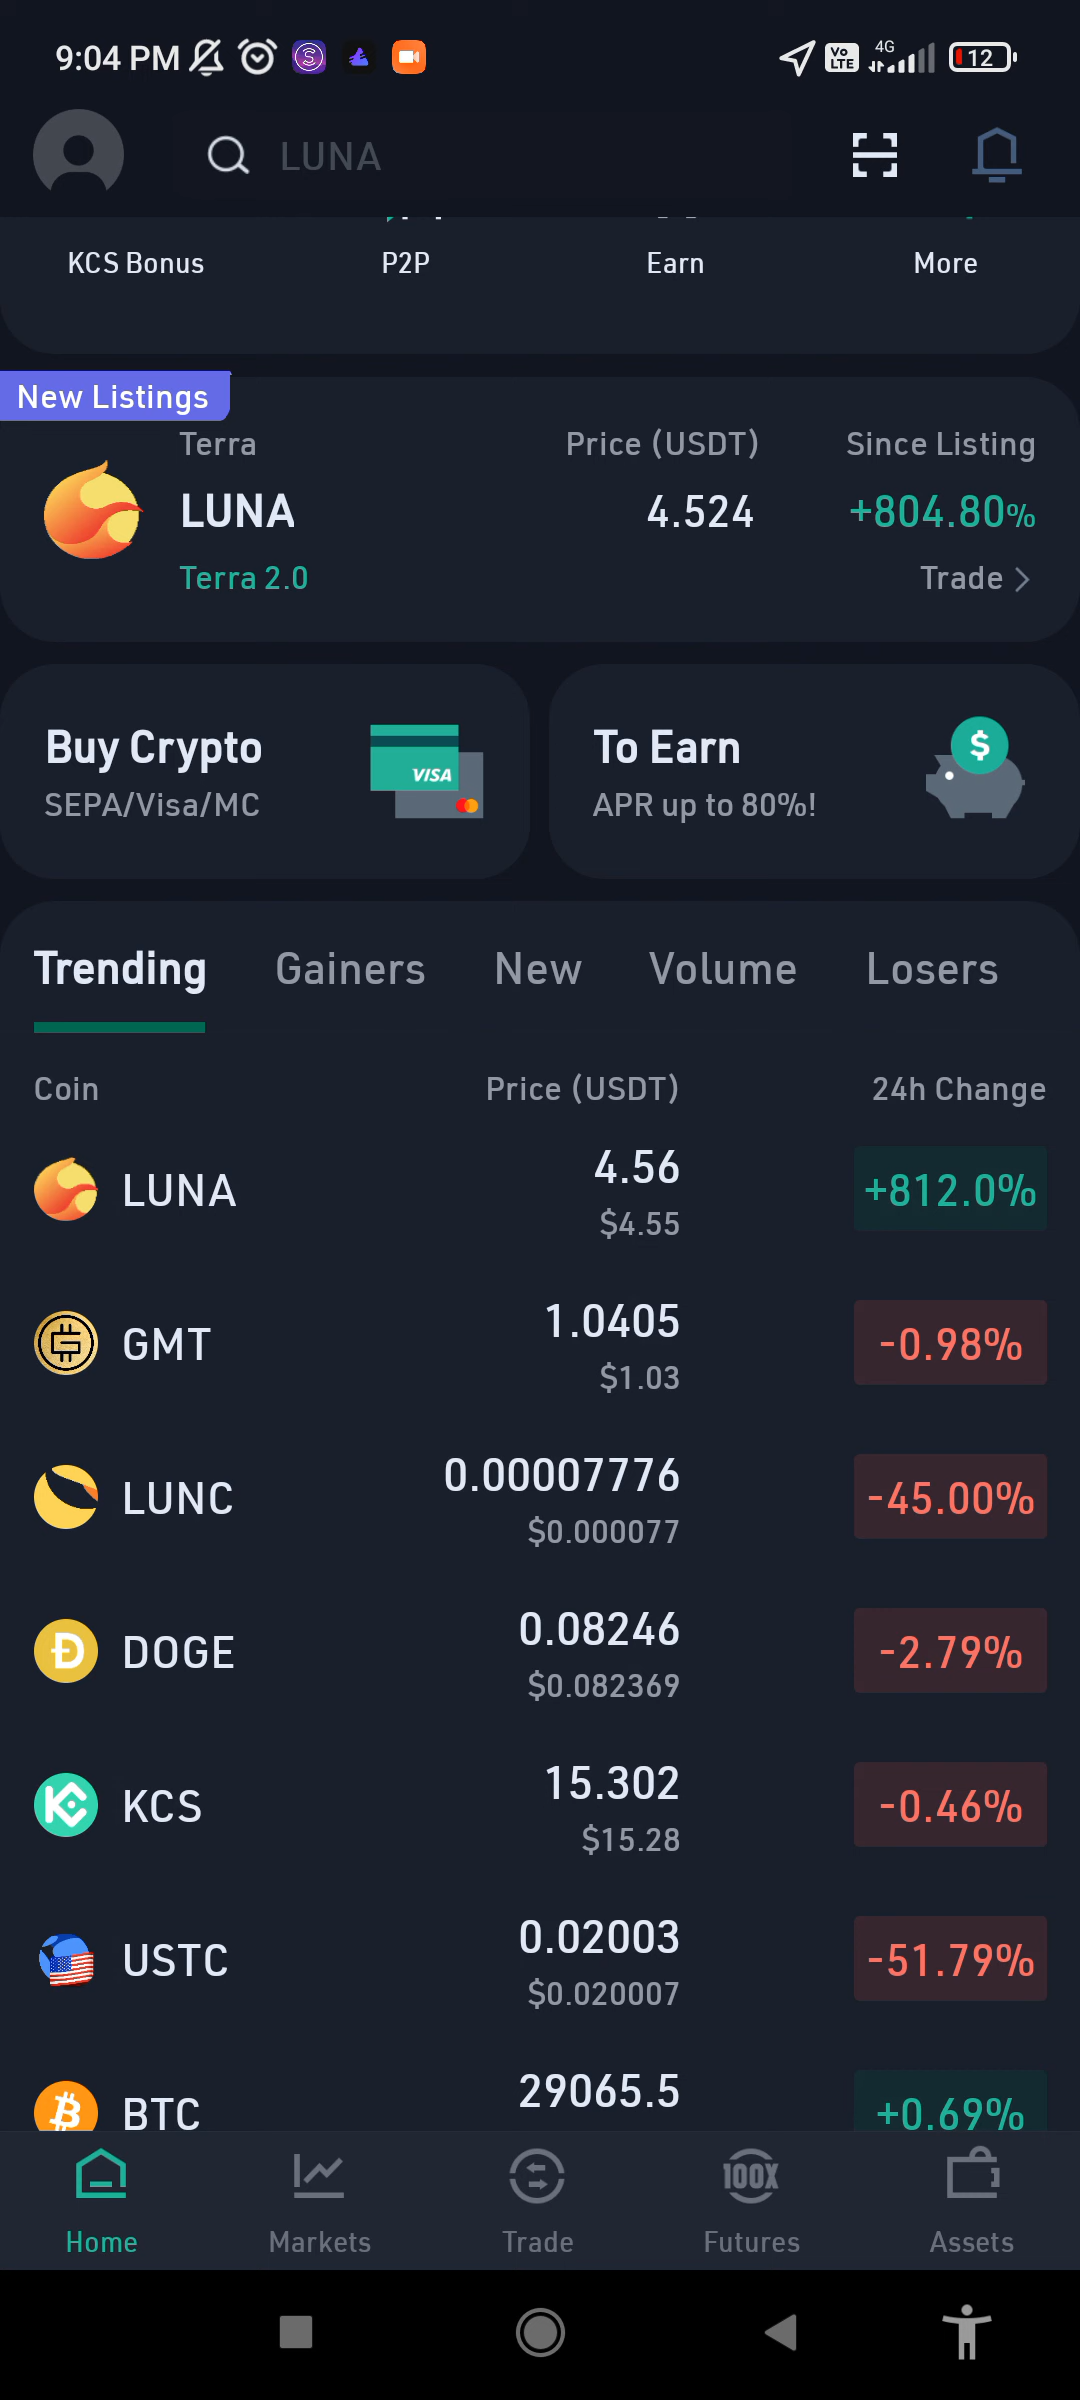 9:04 PM
Vo LTE 4G 12
LUNA
KCS Bonus P2P Earn More
New Listings
Terra Price (USDT) Since Listing
LUNA 4.524 +804.80%
Terra 2.0 Trade
Buy Crypto To Earn
SEPA/Visa/MC APR up to 80%!
VISA
$
Trending Gainers New Volume Losers
Coin Price (USDT) 24h Change
LUNA 4.56 +812.0%
$4.55
GMT 1.0405 -0.98%
$1.03
LUNC 0.00007776 -45.00%
$0.000077
DOGE 0.08246 -2.79%
$0.082369
KCS 15.302 -0.46%
$15.28
USTC 0.02003 -51.79%
$0.020007
BTC 29065.5 +0.69%
100X
Home Markets Trade Futures Assets